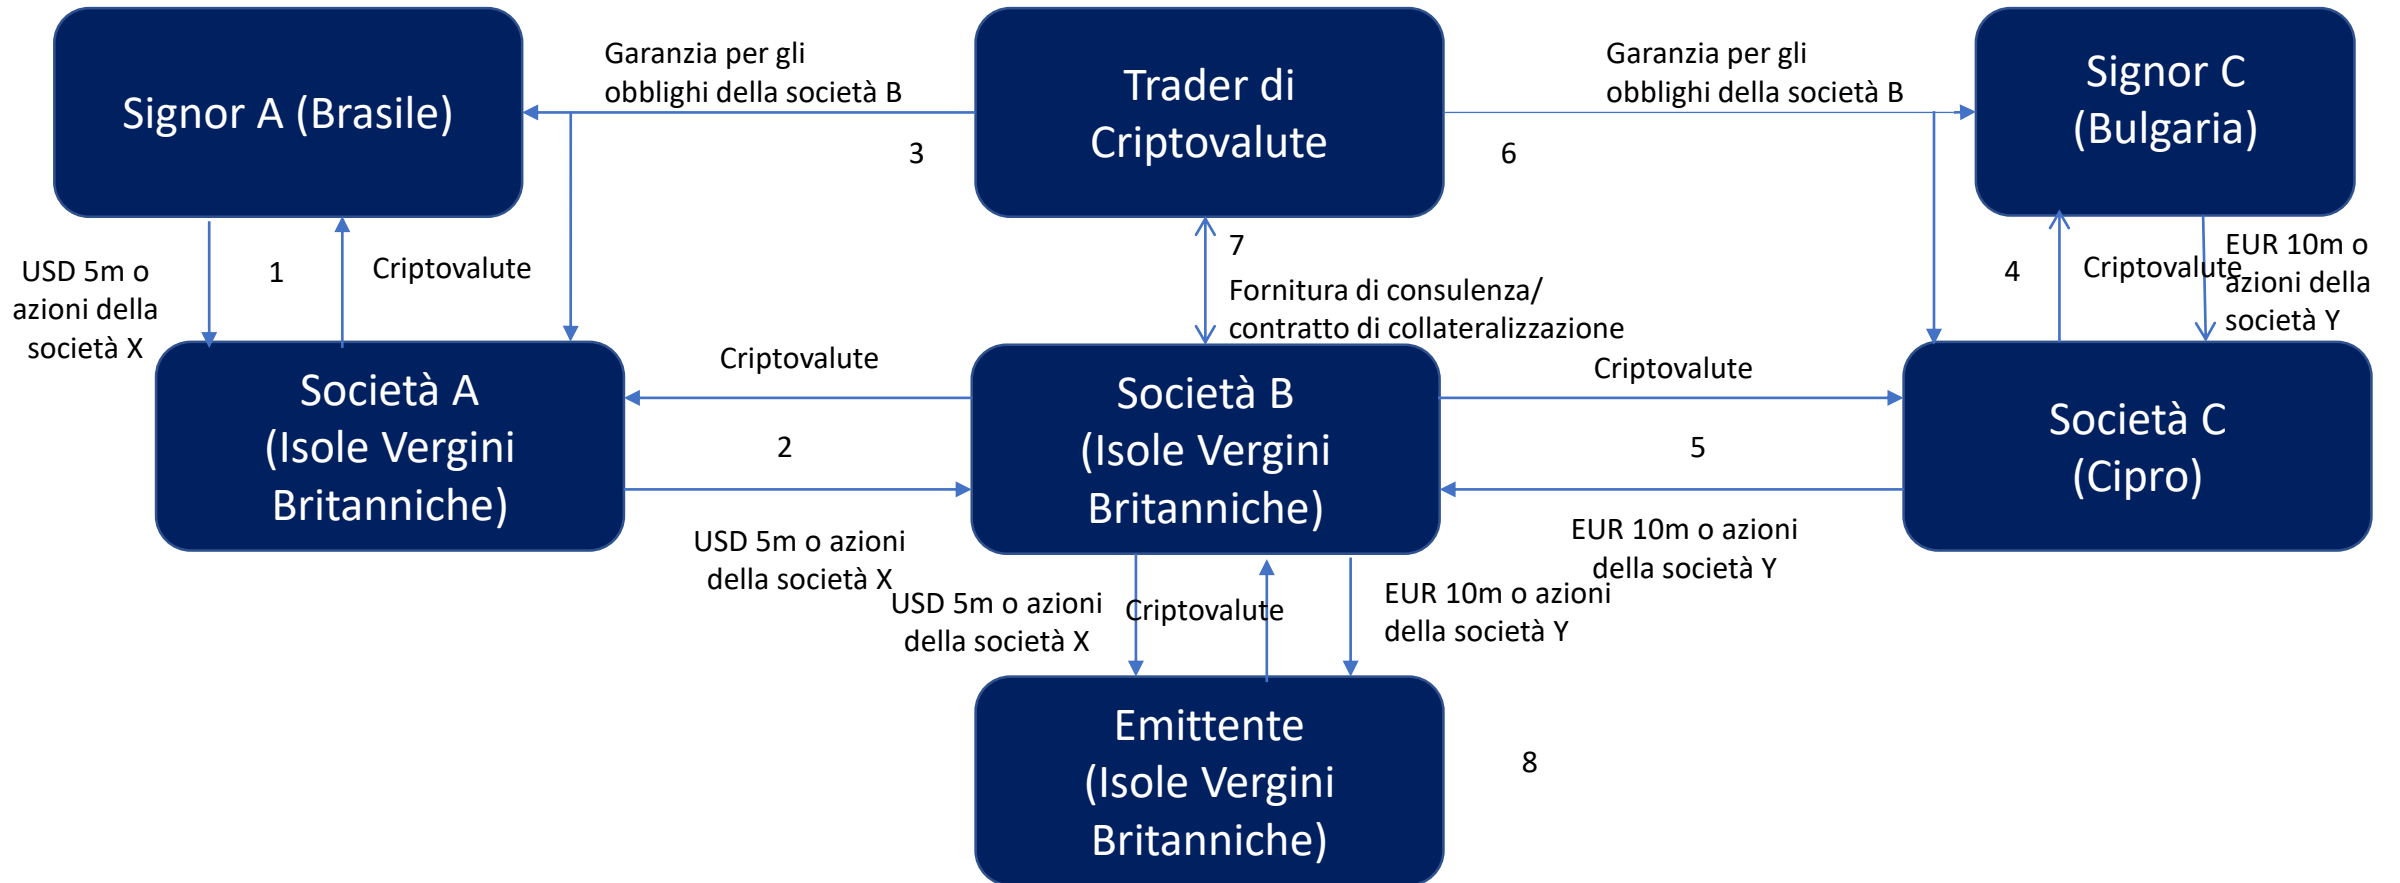 Signor A (Brasile)
Garanzia per gli
obblighi della società B
3
Trader di
Criptovalute
Garanzia per gli
obblighi della società B
6
Signor C
(Bulgaria)
USD 5m o
azioni della
società X
1
Criptovalute
7
Fornitura di consulenza/
contratto di collateralizzazione
4
Criptovalute
EUR 10m o
azioni della
società Y
Società A
(Isole Vergini
Britanniche)
Criptovalute
2
USD 5m o azioni
della società X
Società B
(Isole Vergini
Britanniche)
Criptovalute
5
EUR 10m o azioni
della società Y
Società C
(Cipro)
USD 5m o azioni
della società X
Criptovalute
EUR 10m o azioni
della società Y
Emittente
(Isole Vergini
Britanniche)
8